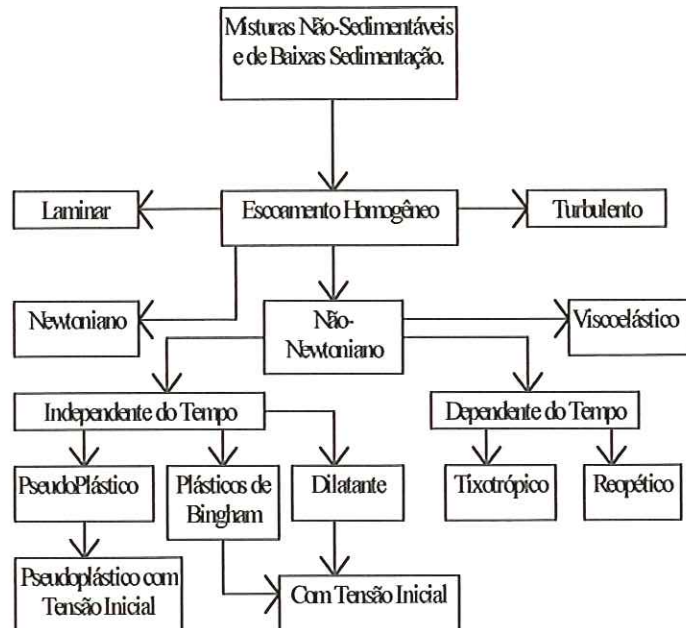 Misturas Não-Sedimentáveis
e de Baixas Sedimentação.
Laminar
Escoamento Homogêneo
Turbulento
Newtoniano
Não-
Newtoniano
Viscoelástico
Independente do Tempo
Dependente do Tempo
PseudoPlástico
Plásticos de
Bingham
Dilatante
Tixotrópico
Reopético
Pseudoplástico com
Tensão Inicial
Com Tensão Inicial